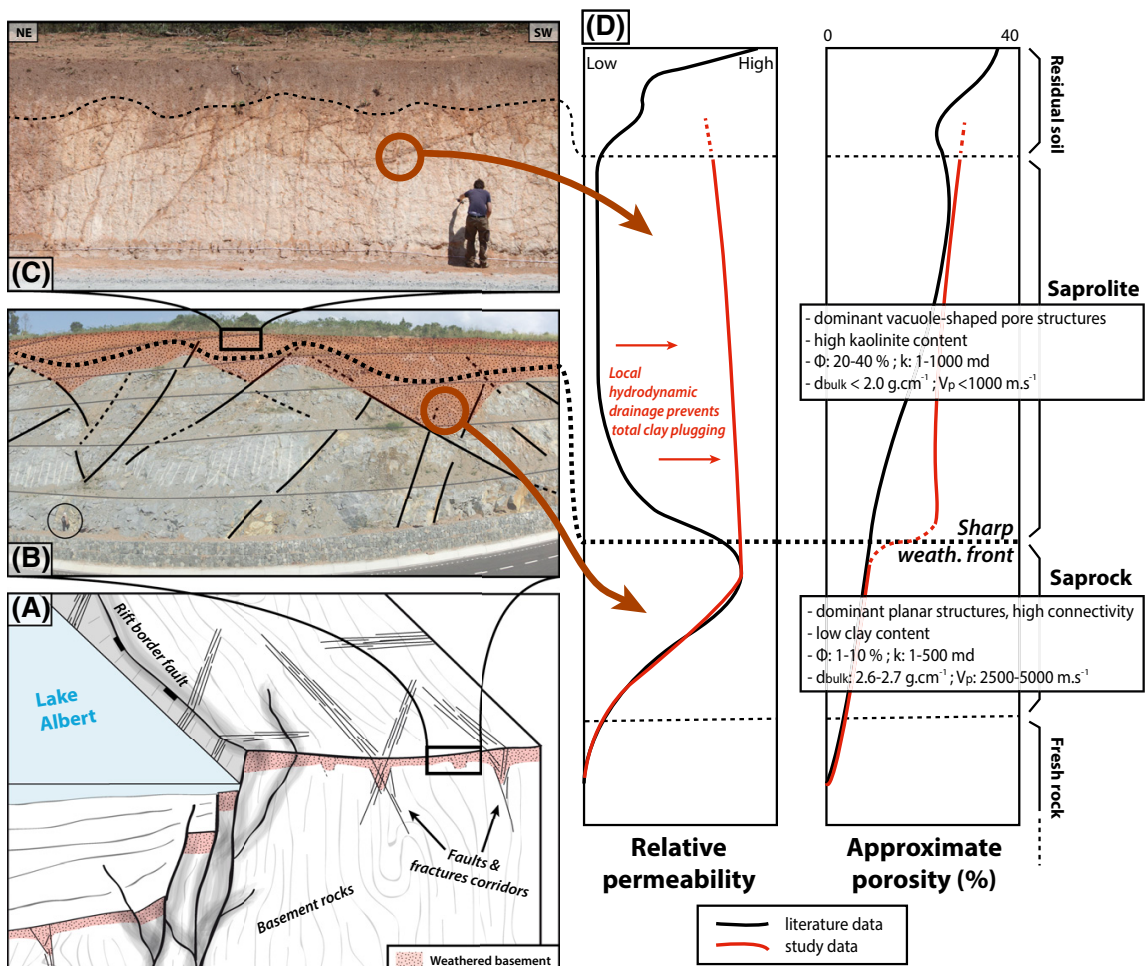 NE
SW
(C)
(B)
(A)
Rift border fault
Lake
Albert
Faults &
fractures corridors
Basement rocks
Weathered basement
(D)
Low
High
Local
hydrodynamic
drainage prevents
total clay plugging
Relative
permeability
0
40
Sharp
weath. front
Approximate
porosity (%)
Residual soil
Saprolite
- dominant vacuole-shaped pore structures
- high kaolinite content
- Φ: 20-40 % ; k: 1-1000 md
- dbulk < 2.0 g.cm⁻¹ ; Vp <1000 m.s⁻¹
Saprock
- dominant planar structures, high connectivity
- low clay content
- Φ: 1-10 % ; k: 1-500 md
- dbulk: 2.6-2.7 g.cm⁻¹ ; Vp: 2500-5000 m.s⁻¹
Fresh rock
literature data
study data